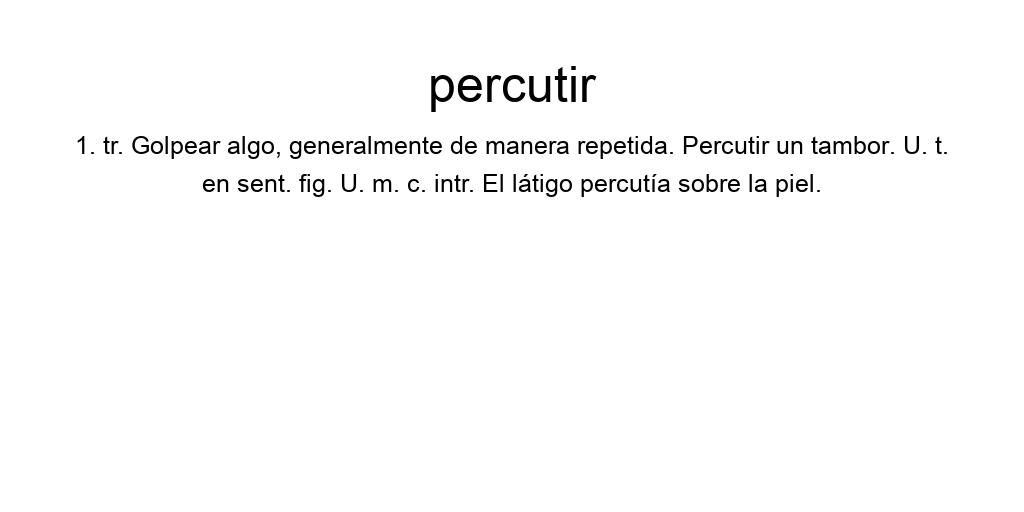 percutir
1. tr. Golpear algo, generalmente de manera repetida. Percutir un tambor. U. t.
en sent. fig. U. m. c. intr. El látigo percutía sobre la piel.